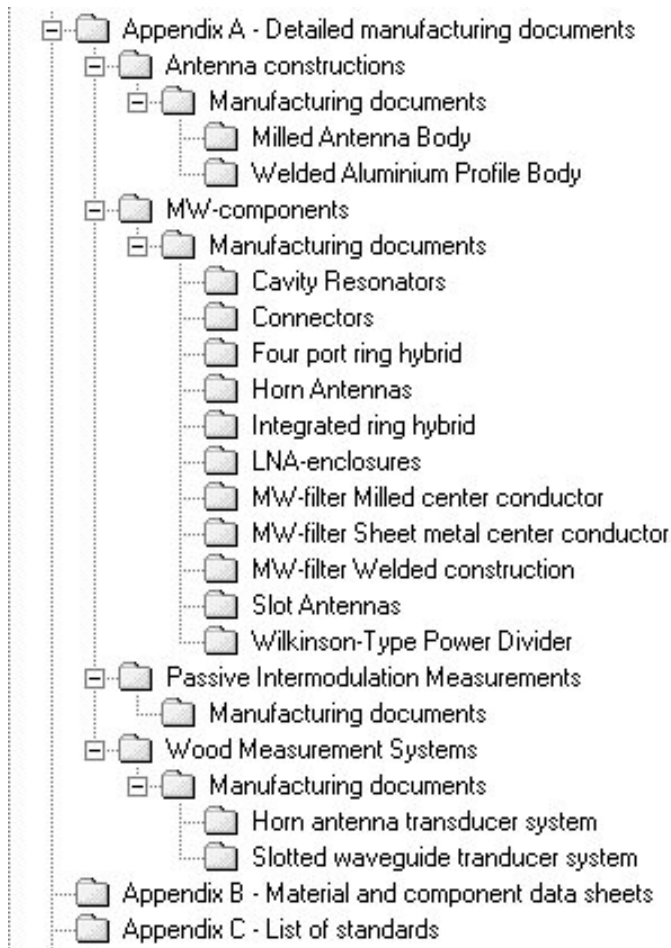 Appendix A - Detailed manufacturing documents
Antenna constructions
Manufacturing documents
Milled Antenna Body
Welded Aluminium Profile Body
MW-components
Manufacturing documents
Cavity Resonators
Connectors
Four port ring hybrid
Horn Antennas
Integrated ring hybrid
LNA-enclosures
MW-filter Milled center conductor
MW-filter Sheet metal center conductor
MW-filter Welded construction
Slot Antennas
Wilkinson-Type Power Divider
Passive Intermodulation Measurements
Manufacturing documents
Wood Measurement Systems
Manufacturing documents
Horn antenna transducer system
Slotted waveguide tranducer system
Appendix B - Material and component data sheets
Appendix C - List of standards